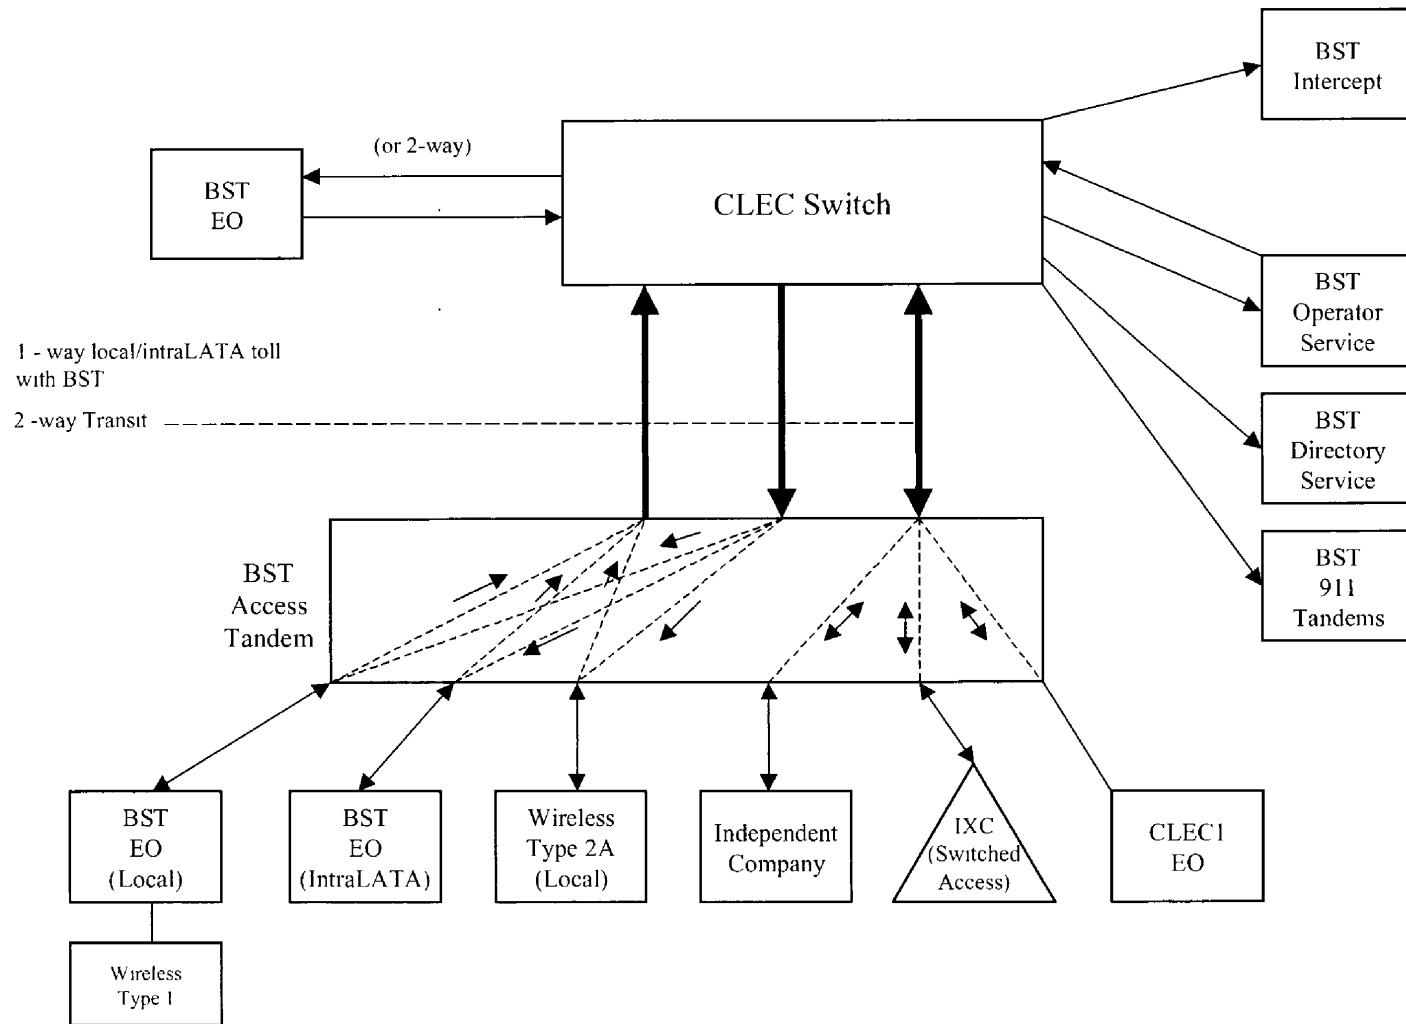 BST
Intercept
(or 2-way)
BST
EO
CLEC Switch
BST
Operator
Service
1 - way local/intraLATA toll
with BST
2 -way Transit
BST
Directory
Service
BST
Access
Tandem
BST
911
Tandems
BST
EO
(Local)
BST
EO
(IntraLATA)
Wireless
Type 2A
(Local)
Independent
Company
IXC
(Switched
Access)
CLEC1
EO
Wireless
Type 1